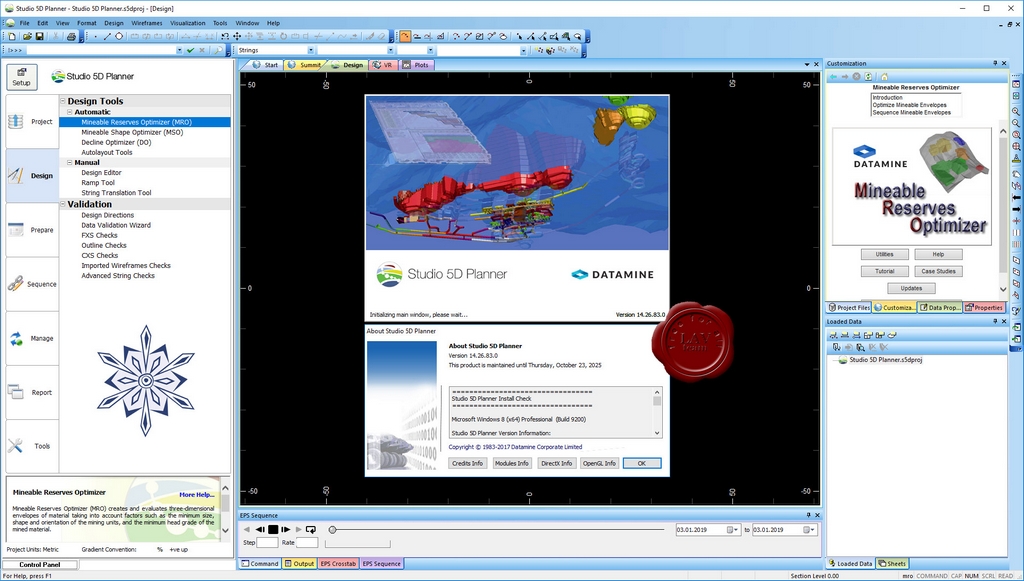 Studio 5D Planner - Studio 5D Planner.s5dproj - [Design]
File Edit View Format Design Wireframes Visualization Tools Window Help
Strings
Setup
Studio 5D Planner
Project
Design
Prepare
Sequence
Manage
Report
Tools
Design Tools
Automatic
Mineable Reserves Optimizer (MRO)
Mineable Shape Optimizer (MSO)
Decline Optimizer (DO)
Autolayout Tools
Manual
Design Editor
Ramp Tool
String Translation Tool
Validation
Design Directions
Data Validation Wizard
FXS Checks
Outline Checks
CXS Checks
Imported Wireframes Checks
Advanced String Checks
Mineable Reserves Optimizer
More Help...
Mineable Reserves Optimizer (MRO) creates and evaluates three-dimensional
envelopes of material taking into account factors such as the minimum size,
shape and orientation of the mining units, and the minimum head grade of the
mined material.
Project Units: Metric Gradient Convention: % +ve up
Control Panel
For Help, press F1
Start Summit Design VR Plots
-50 0 50
50 50
0 0
-50 -50
-50 0 50
Studio 5D Planner
DATAMINE
Initializing main window, please wait...
Version 14.26.83.0
About Studio 5D Planner
About Studio 5D Planner
Version 14.26.83.0
This product is maintained until Thursday, October 23, 2025
====================================
Studio 5D Planner Install Check
====================================
Microsoft Windows 8 (x64) Professional (Build 9200)
Studio 5D Planner Version Information:
Copyright © 1983-2017 Datamine Corporate Limited
Credits Info Modules Info DirectX Info OpenGL Info OK
LAV
team
EPS Sequence
Step Rate
03.01.2019 to 03.01.2019
Command Output EPS Crosstab EPS Sequence
Customization
Mineable Reserves Optimizer
Introduction
Optimize Mineable Envelopes
Sequence Mineable Envelopes
DATAMINE
Mineable
Reserves
Optimizer
Utilities Help
Tutorial Case Studies
Updates
Project Files Customiza... Data Prop... Properties
Loaded Data
Studio 5D Planner.s5dproj
Loaded Data Sheets
Section Level 0.00 mro COMMAND CAP NUM SCRL READ